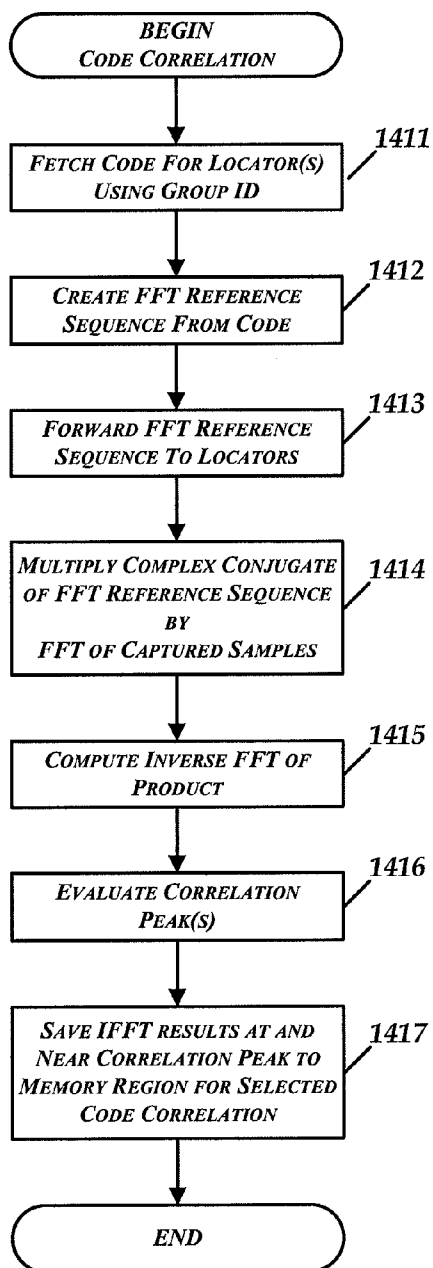 BEGIN
CODE CORRELATION
1411
FETCH CODE FOR LOCATOR(S)
USING GROUP ID
1412
CREATE FFT REFERENCE
SEQUENCE FROM CODE
1413
FORWARD FFT REFERENCE
SEQUENCE TO LOCATORS
1414
MULTIPLY COMPLEX CONJUGATE
OF FFT REFERENCE SEQUENCE
BY
FFT OF CAPTURED SAMPLES
1415
COMPUTE INVERSE FFT OF
PRODUCT
1416
EVALUATE CORRELATION
PEAK(S)
1417
SAVE IFFT RESULTS AT AND
NEAR CORRELATION PEAK TO
MEMORY REGION FOR SELECTED
CODE CORRELATION
END